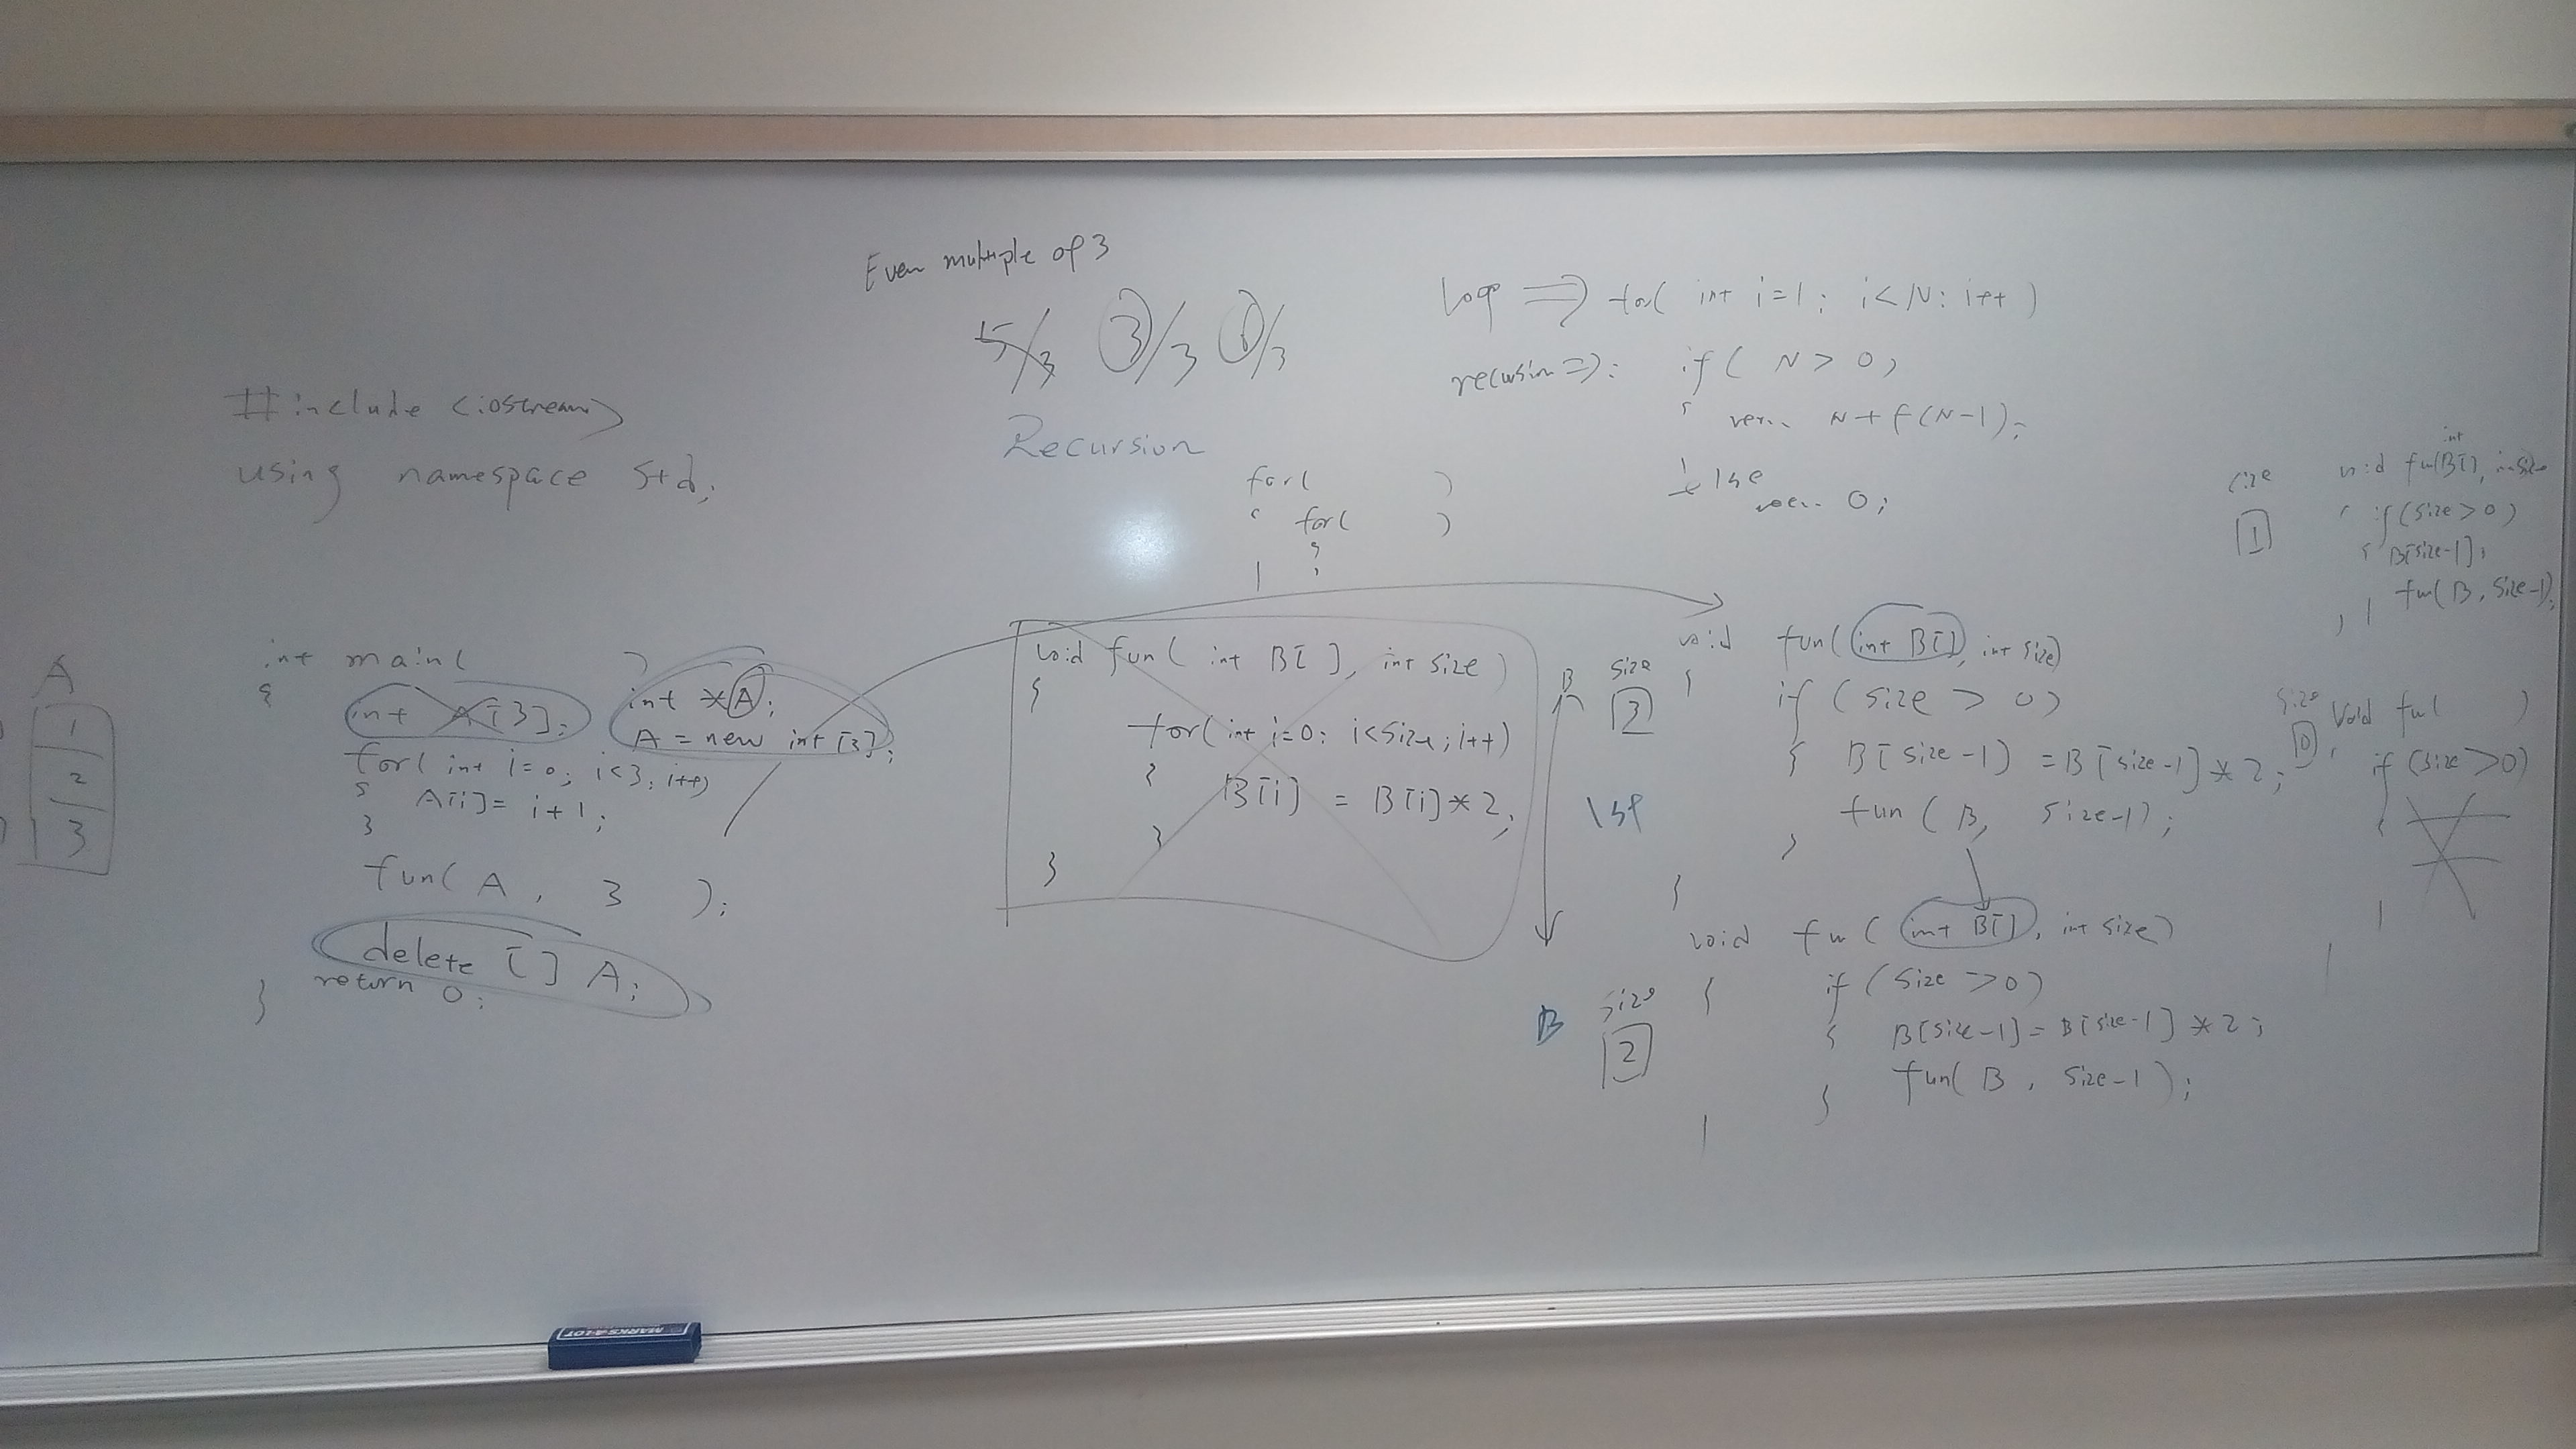 Even multiple of 3
5/3 3/3 6/3
Recursion
for( )
for( )
#include <iostream>
using namespace std;
A
1
2
3
int main( )
{
int A[3];
int *A;
A = new int [3];
for( int i=0; i<3; i++)
{
A[i]= i+1;
}
fun( A , 3 );
delete [] A;
return 0;
}
void fun( int B[ ], int size)
{
for(int i=0; i<size; i++)
{
B[i] = B[i]*2;
}
}
loop => for( int i=1; i<N; i++ )
recursion =>: if( N > 0)
N + f(N-1);
else
0;
B
size
3
1st
void fun( int B[], int size)
{
if ( size > 0)
{ B[size-1] = B[size-1] * 2;
fun ( B, size-1);
}
}
B
size
2
void fun ( int B[], int size)
{
if ( size >0)
{ B[size-1]= B[size-1] * 2;
fun( B , size-1 );
}
size
1
int
void fun(B[], int size
if (size>0)
{ B[size-1];
fun( B, size-1);
size
0
void fun( )
if (size>0)
{
MARKS-A-LOT